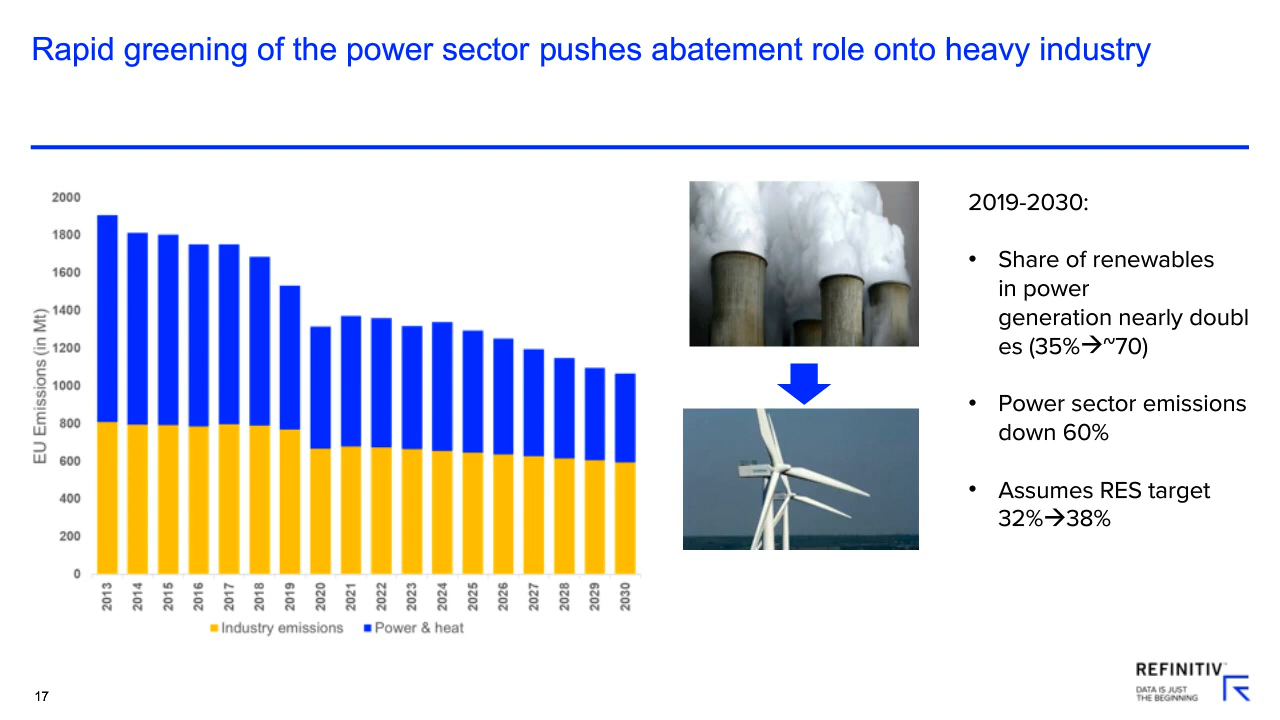 Rapid greening of the power sector pushes abatement role onto heavy industry
EU Emissions (in Mt)
2000
1800
1600
1400
1200
1000
800
600
400
200
0
2013
2014
2015
2016
2017
2018
2019
2020
2021
2022
2023
2024
2025
2026
2027
2028
2029
2030
Industry emissions
Power & heat
2019-2030:
• Share of renewables
in power
generation nearly doubl
es (35%→~70)
• Power sector emissions
down 60%
• Assumes RES target
32%→38%
17
REFINITIV™
DATA IS JUST
THE BEGINNING